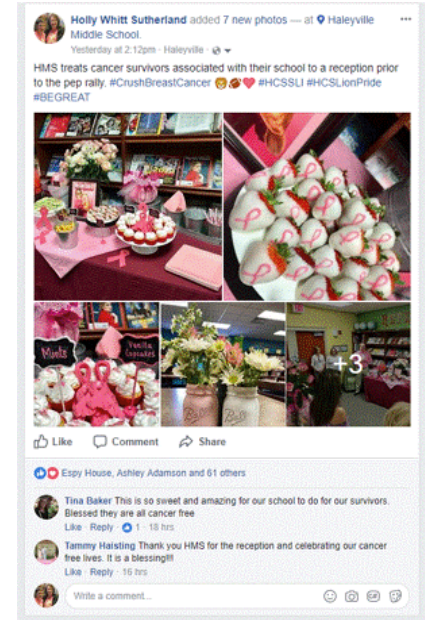 Holly Whitt Sutherland added 7 new photos — at Haleyville
Middle School.
Yesterday at 2:12pm · Haleyville ·
HMS treats cancer survivors associated with their school to a reception prior
to the pep rally. #CrushBreastCancer 🦁🏈💗 #HCSSLI #HCSLionPride
#BEGREAT
Mints
Vanilla
Cupcakes
Ball
+3
Like Comment Share
Espy House, Ashley Adamson and 61 others
Tina Baker This is so sweet and amazing for our school to do for our survivors.
Blessed they are all cancer free
Like · Reply · 1 · 18 hrs
Tammy Haisting Thank you HMS for the reception and celebrating our cancer
free lives. It is a blessing!!!!
Like · Reply · 16 hrs
Write a comment...
GIF